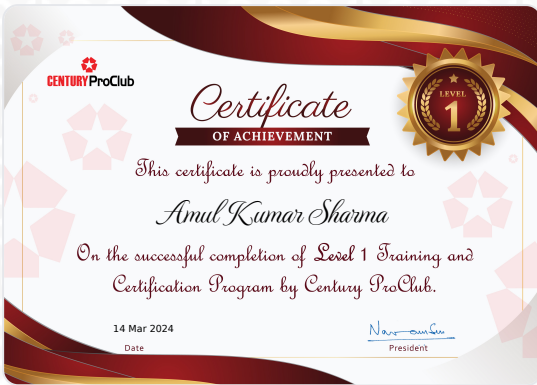 CENTURY ProClub
Certificate
OF ACHIEVEMENT
LEVEL
1
This certificate is proudly presented to
Amul Kumar Sharma
On the successful completion of Level 1 Training and
Certification Program by Century ProClub.
14 Mar 2024
Date
President